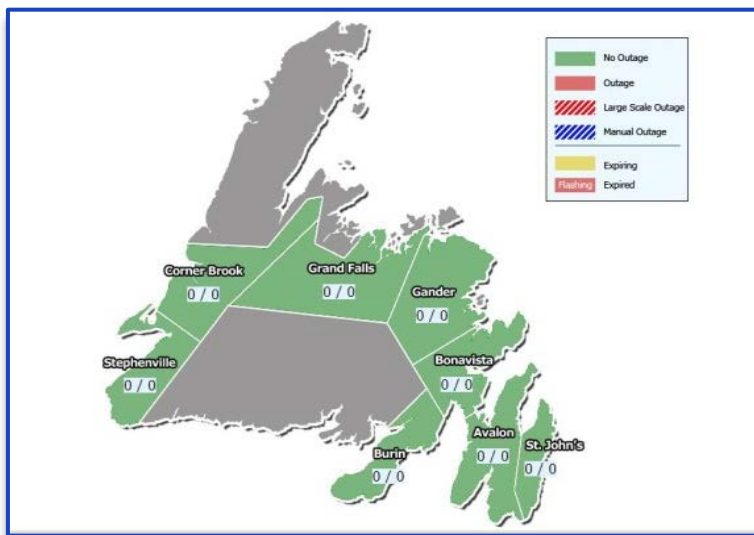 No Outage
Outage
Large Scale Outage
Manual Outage
Expiring
Flashing Expired
Corner Brook
0 / 0
Grand Falls
0 / 0
Gander
0 / 0
Stephenville
0 / 0
Bonavista
0 / 0
Avalon
0 / 0
St. John's
0 / 0
Burin
0 / 0